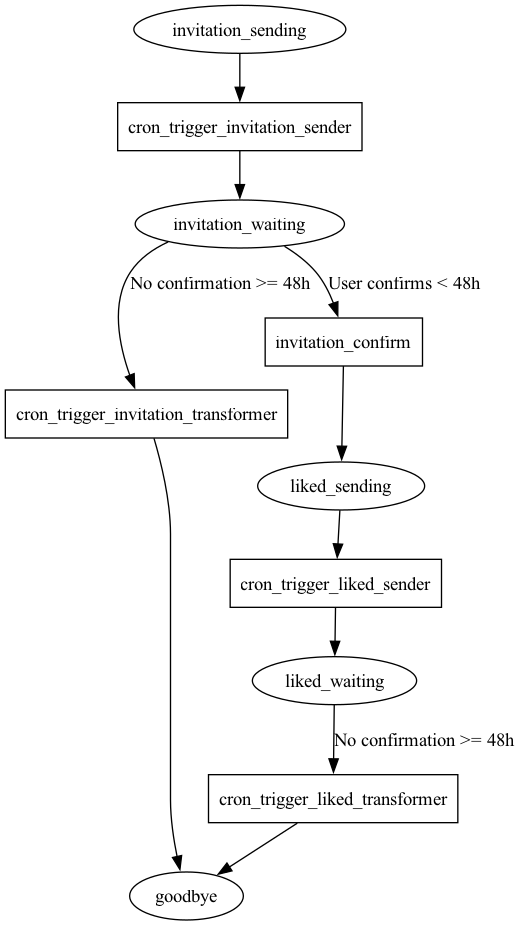 invitation_sending
cron_trigger_invitation_sender
invitation_waiting
No confirmation >= 48h
User confirms < 48h
invitation_confirm
cron_trigger_invitation_transformer
liked_sending
cron_trigger_liked_sender
liked_waiting
No confirmation >= 48h
cron_trigger_liked_transformer
goodbye